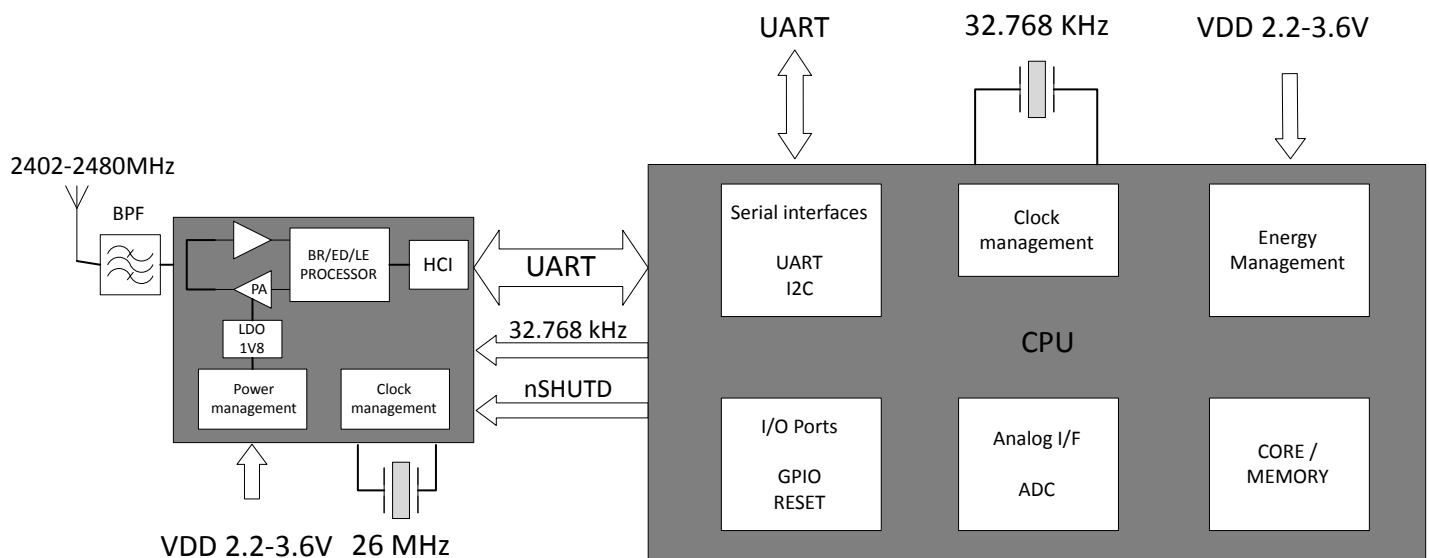 UART
32.768 KHz
VDD 2.2-3.6V
2402-2480MHz
BPF
BR/ED/LE
PROCESSOR
HCI
PA
LDO
1V8
Power
management
Clock
management
VDD 2.2-3.6V
26 MHz
UART
32.768 kHz
nSHUTD
Serial interfaces
UART
I2C
Clock
management
Energy
Management
CPU
I/O Ports
GPIO
RESET
Analog I/F
ADC
CORE /
MEMORY